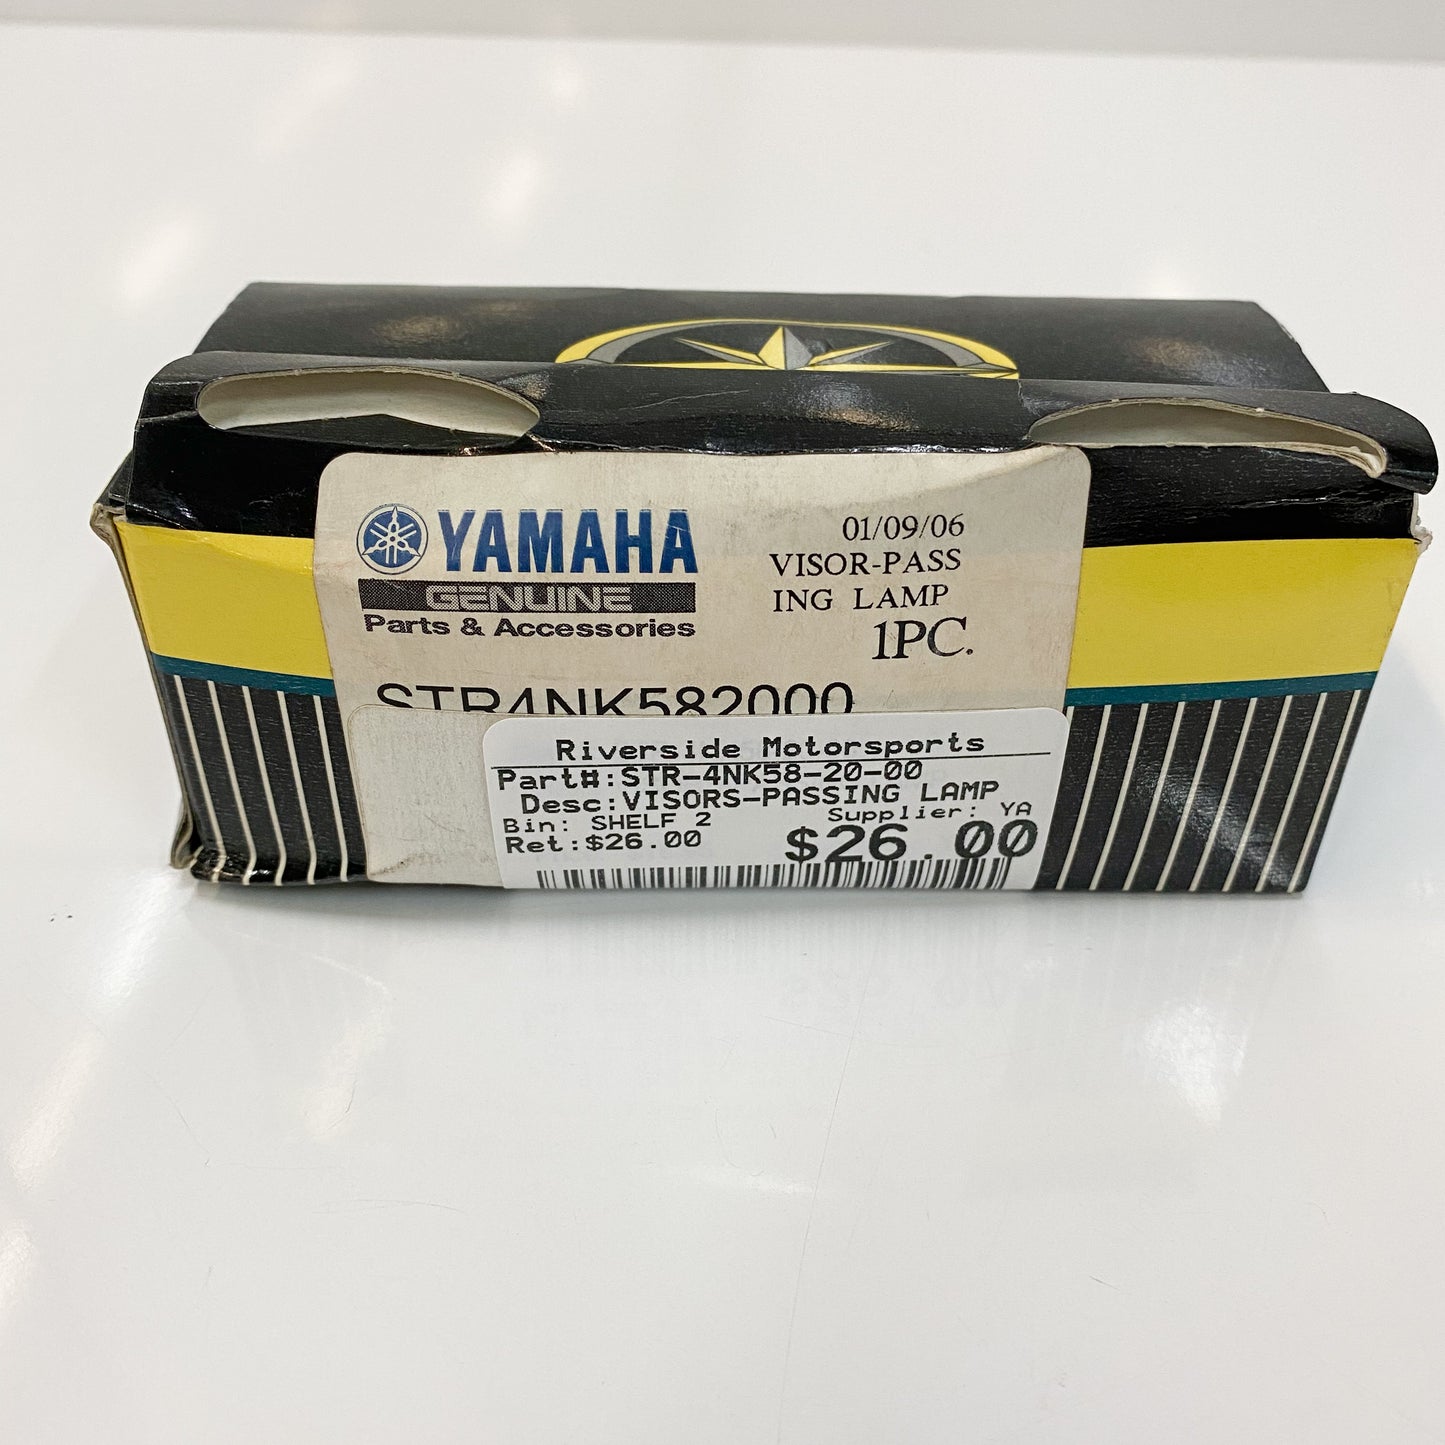 YAMAHA
GENUINE
Parts & Accessories
01/09/06
VISOR-PASS
ING LAMP
1PC.
STR4NK582000
Riverside Motorsports
Part#:STR-4NK58-20-00
Desc:VISORS-PASSING LAMP
Bin: SHELF 2 Supplier: YA
Ret:$26.00 $26.00